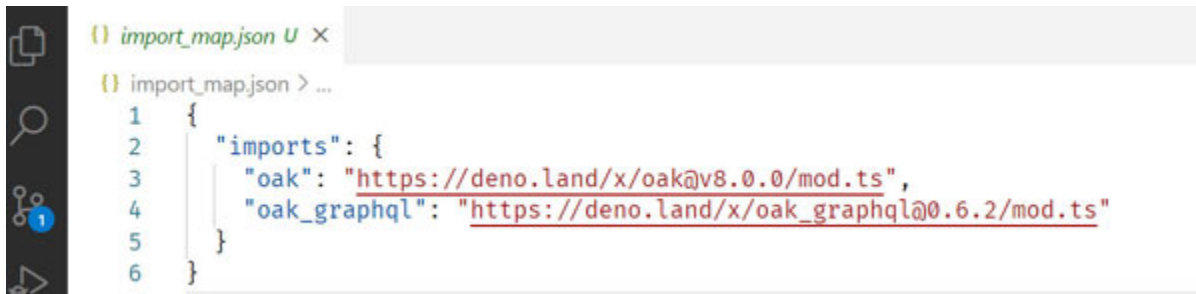 {} import_map.json U ×
{} import_map.json > ...
1 {
2 "imports": {
3 "oak": "https://deno.land/x/oak@v8.0.0/mod.ts",
4 "oak_graphql": "https://deno.land/x/oak_graphql@0.6.2/mod.ts"
5 }
6 }
1